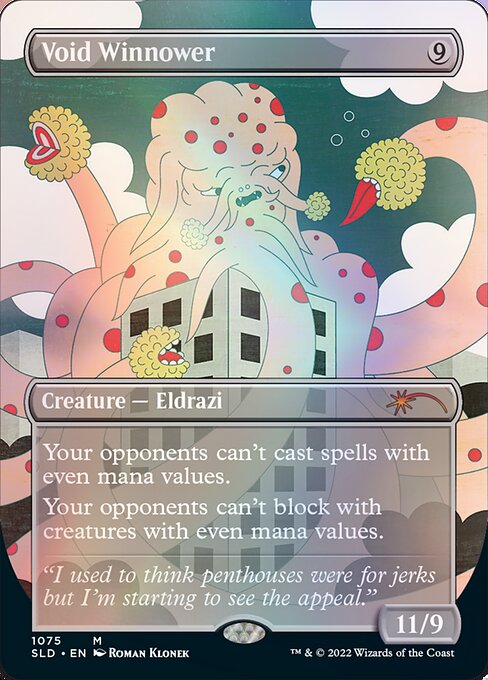 Void Winnower 9
Creature — Eldrazi
Your opponents can't cast spells with
even mana values.
Your opponents can't block with
creatures with even mana values.
“I used to think penthouses were for jerks
but I'm starting to see the appeal.”
11/9
1075 M
SLD • EN Roman Klonek
™ & © 2022 Wizards of the Coast